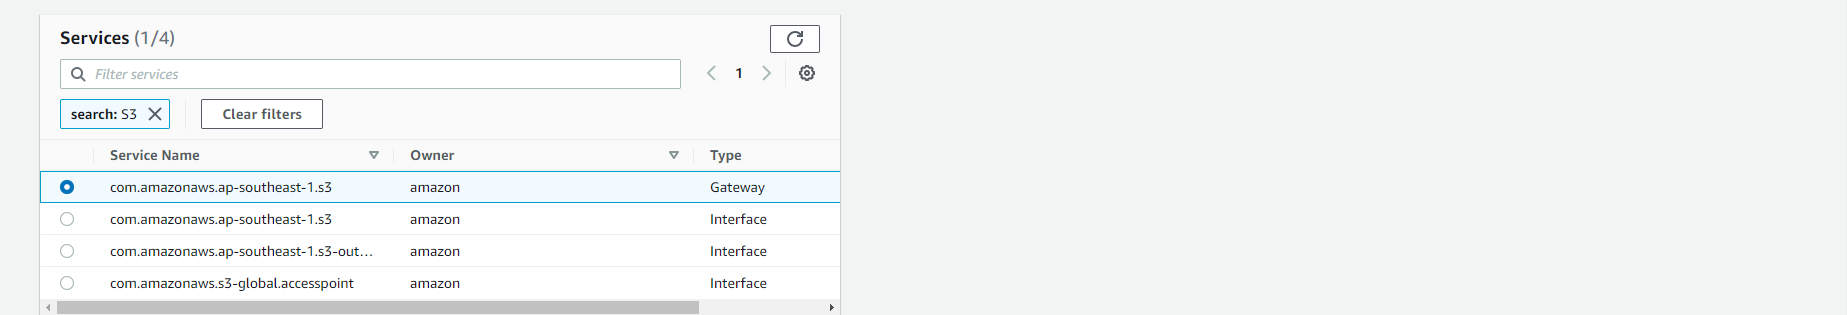 Services (1/4)
Filter services
1
search: S3
Clear filters
Service Name Owner Type
com.amazonaws.ap-southeast-1.s3 amazon Gateway
com.amazonaws.ap-southeast-1.s3 amazon Interface
com.amazonaws.ap-southeast-1.s3-out... amazon Interface
com.amazonaws.s3-global.accesspoint amazon Interface